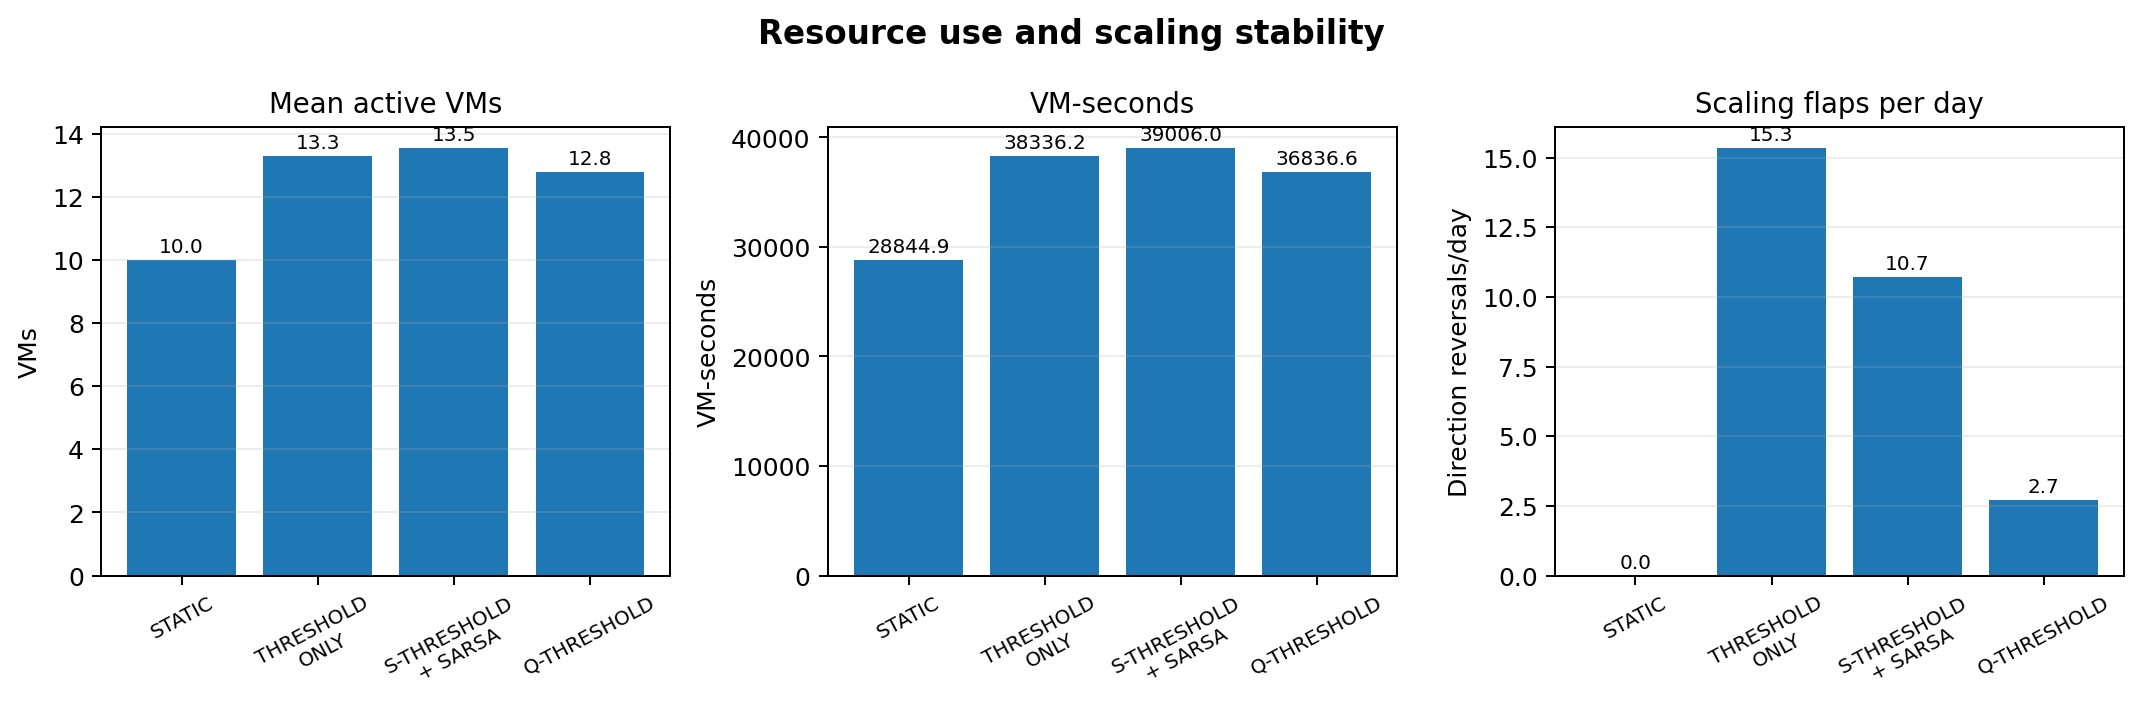 Resource use and scaling stability
Mean active VMs
VMs
14
12
10
8
6
4
2
0
10.0
13.3
13.5
12.8
STATIC
THRESHOLD
ONLY
S-THRESHOLD
+ SARSA
Q-THRESHOLD
VM-seconds
VM-seconds
40000
30000
20000
10000
0
28844.9
38336.2
39006.0
36836.6
STATIC
THRESHOLD
ONLY
S-THRESHOLD
+ SARSA
Q-THRESHOLD
Scaling flaps per day
Direction reversals/day
15.0
12.5
10.0
7.5
5.0
2.5
0.0
0.0
15.3
10.7
2.7
STATIC
THRESHOLD
ONLY
S-THRESHOLD
+ SARSA
Q-THRESHOLD